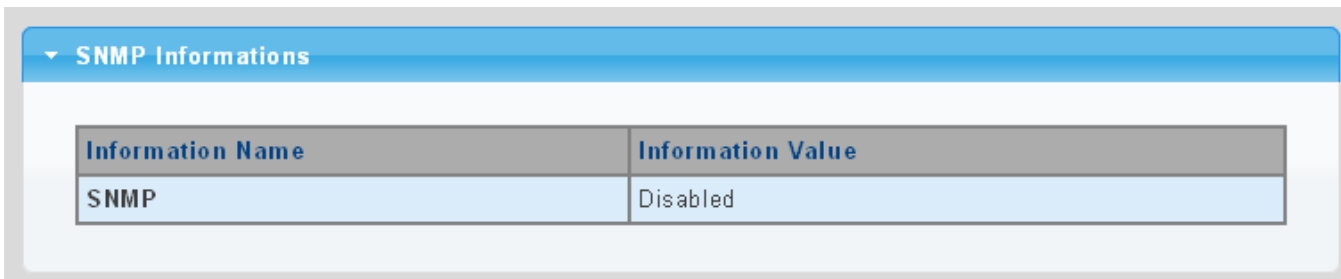 SNMP Informations
Information Name Information Value
SNMP Disabled